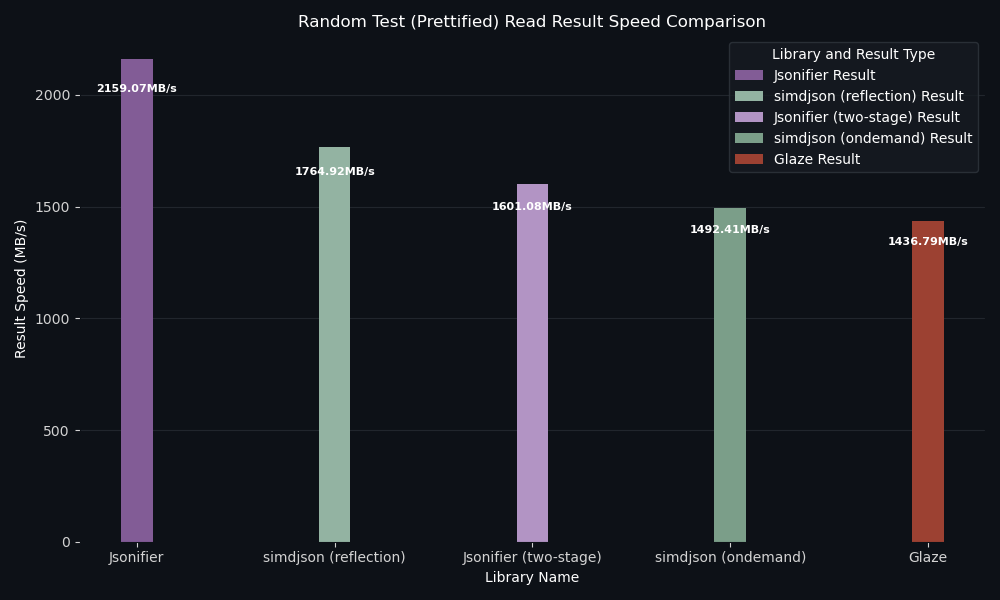 Random Test (Prettified) Read Result Speed Comparison
Library and Result Type
Jsonifier Result
simdjson (reflection) Result
Jsonifier (two-stage) Result
simdjson (ondemand) Result
Glaze Result
Result Speed (MB/s)
2000
1500
1000
500
0
2159.07MB/s
1764.92MB/s
1601.08MB/s
1492.41MB/s
1436.79MB/s
Jsonifier
simdjson (reflection)
Jsonifier (two-stage)
simdjson (ondemand)
Glaze
Library Name